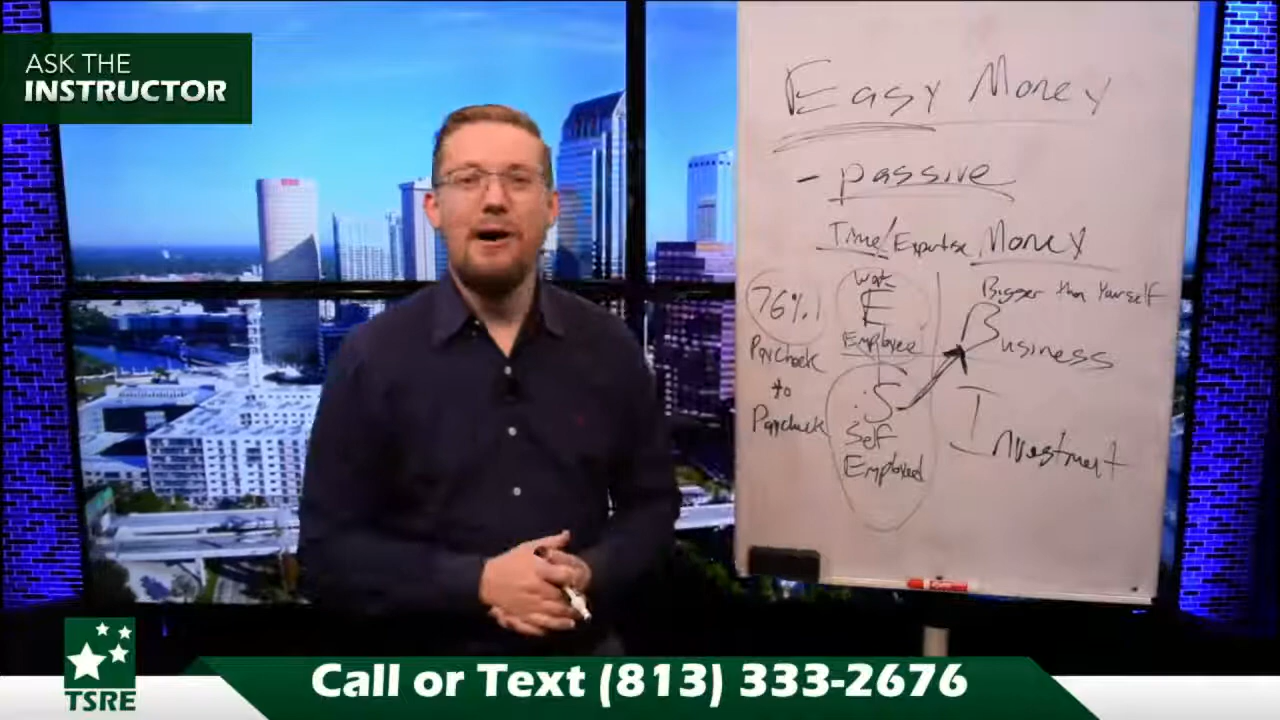 ASK THE
INSTRUCTOR
Easy Money
- passive
Time/Expertise Money
Bigger than Yourself
76%
Paycheck
to
Paycheck
E
Employee
S
Self
Employed
Business
Investment
TSRE
Call or Text (813) 333-2676